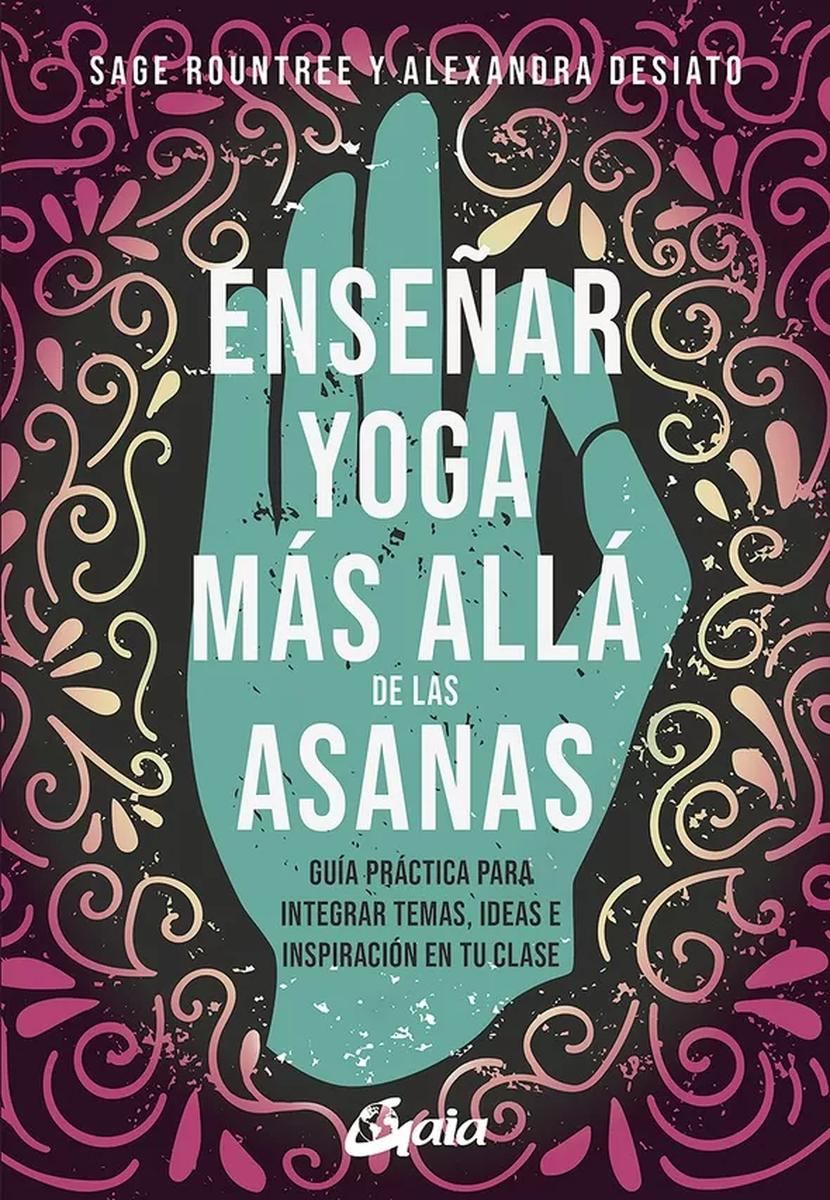 SAGE ROUNTREE Y ALEXANDRA DESIATO
ENSEÑAR
YOGA
MÁS ALLÁ
DE LAS
ASANAS
GUÍA PRÁCTICA PARA
INTEGRAR TEMAS, IDEAS E
INSPIRACIÓN EN TU CLASE
Gaia